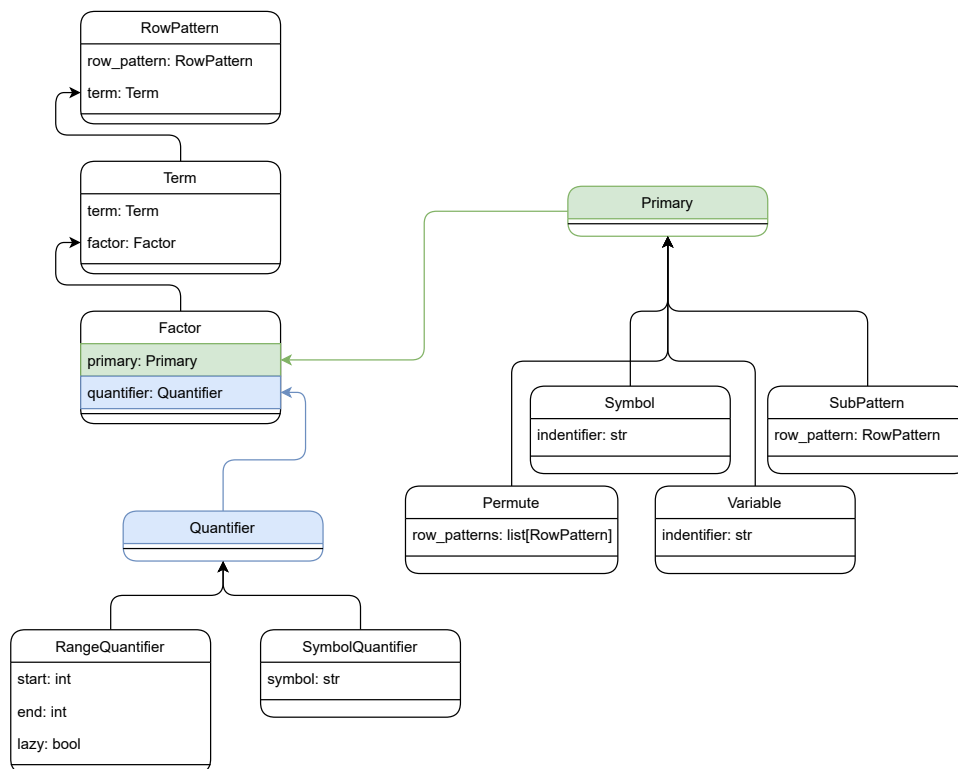 RowPattern
row_pattern: RowPattern
term: Term
Term
term: Term
factor: Factor
Factor
primary: Primary
quantifier: Quantifier
Primary
Symbol
indentifier: str
SubPattern
row_pattern: RowPattern
Permute
row_patterns: list[RowPattern]
Variable
indentifier: str
Quantifier
RangeQuantifier
start: int
end: int
lazy: bool
SymbolQuantifier
symbol: str